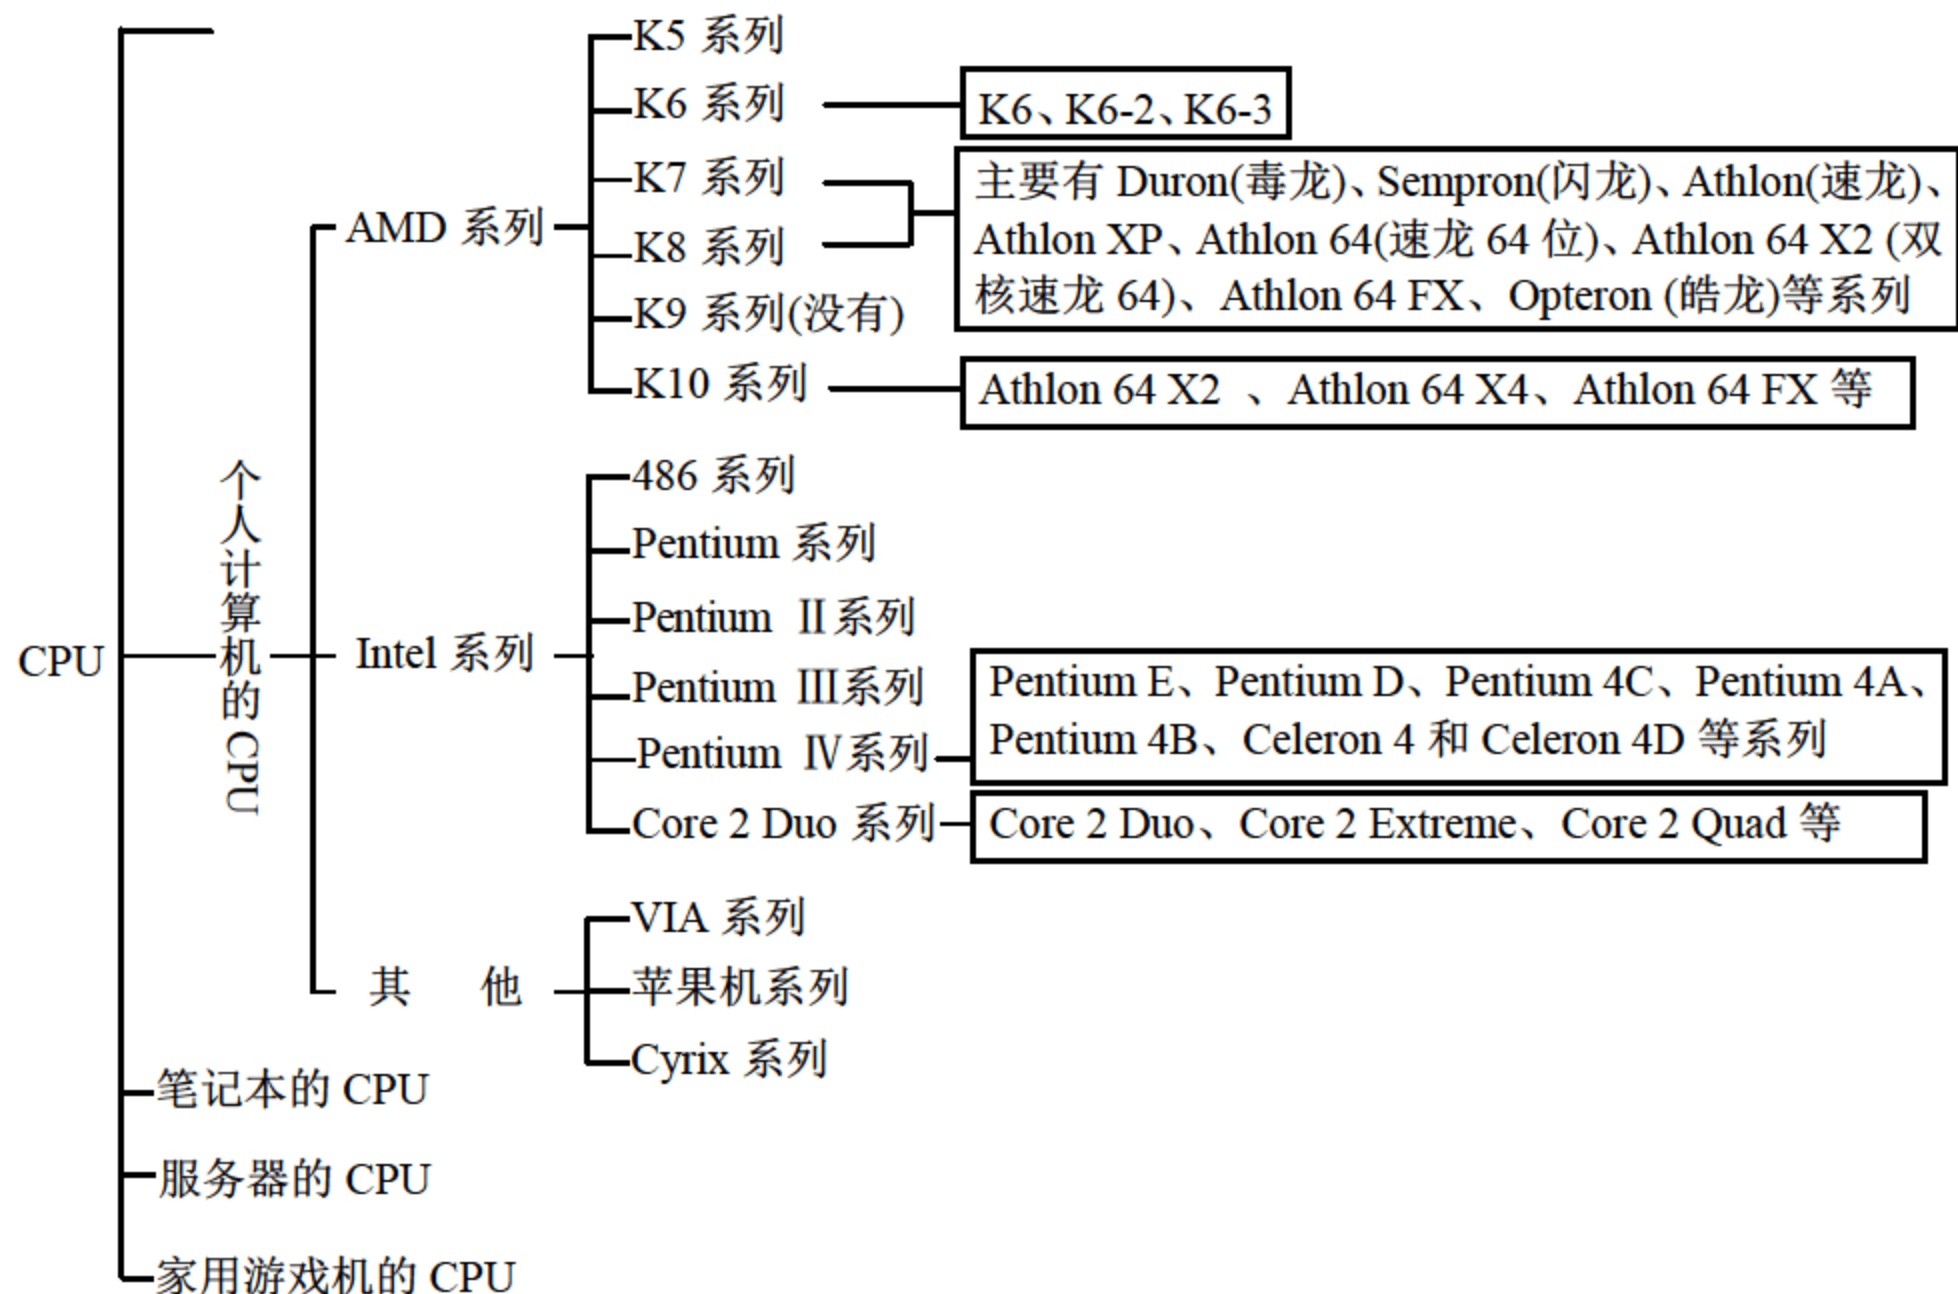 K5 系列
K6 系列
K6、K6-2、K6-3
K7 系列
K8 系列
主要有 Duron(毒龙)、Sempron(闪龙)、Athlon(速龙)、
Athlon XP、Athlon 64(速龙 64 位)、Athlon 64 X2 (双
核速龙 64)、Athlon 64 FX、Opteron (皓龙)等系列
AMD 系列
K9 系列(没有)
K10 系列
Athlon 64 X2 、Athlon 64 X4、Athlon 64 FX 等
486 系列
Pentium 系列
Pentium Ⅱ系列
CPU
个人计算机的 CPU
Intel 系列
Pentium Ⅲ系列
Pentium Ⅳ系列
Pentium E、Pentium D、Pentium 4C、Pentium 4A、
Pentium 4B、Celeron 4 和 Celeron 4D 等系列
Core 2 Duo 系列
Core 2 Duo、Core 2 Extreme、Core 2 Quad 等
VIA 系列
其 他
苹果机系列
Cyrix 系列
笔记本的 CPU
服务器的 CPU
家用游戏机的 CPU